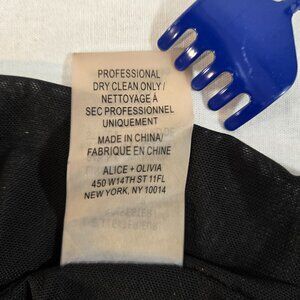 PROFESSIONAL
DRY CLEAN ONLY/
NETTOYAGE À
SEC PROFESSIONNEL
UNIQUEMENT
MADE IN CHINA/
FABRIQUE EN CHINE
ALICE + OLIVIA
450 W14TH ST 11FL
NEW YORK, NY 10014